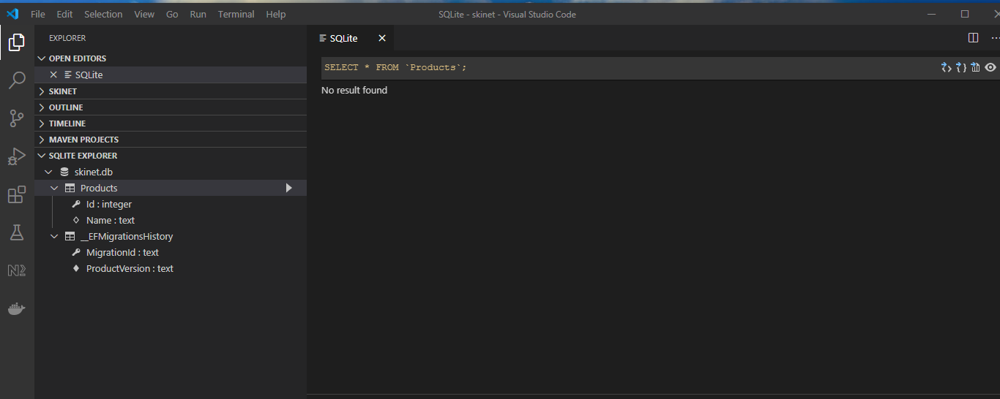 File Edit Selection View Go Run Terminal Help
SQLite - skinet - Visual Studio Code
EXPLORER
OPEN EDITORS
SQLite
SKINET
OUTLINE
TIMELINE
MAVEN PROJECTS
SQLITE EXPLORER
skinet.db
Products
Id : integer
Name : text
__EFMigrationsHistory
MigrationId : text
ProductVersion : text
SQLite
SELECT * FROM `Products`;
No result found